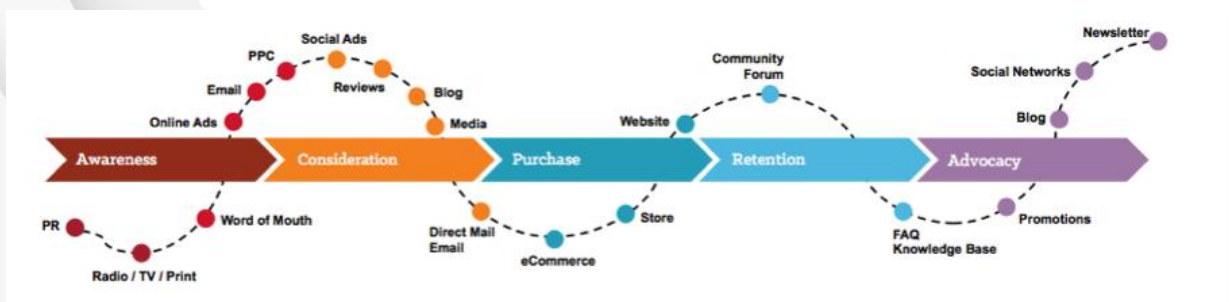 Newsletter
Social Ads
PPC
Community
Forum
Social Networks
Email
Reviews
Blog
Online Ads
Media
Website
Blog
Awareness
Consideration
Purchase
Retention
Advocacy
PR
Word of Mouth
Direct Mail
Email
Store
FAQ
Knowledge Base
Promotions
eCommerce
Radio / TV / Print